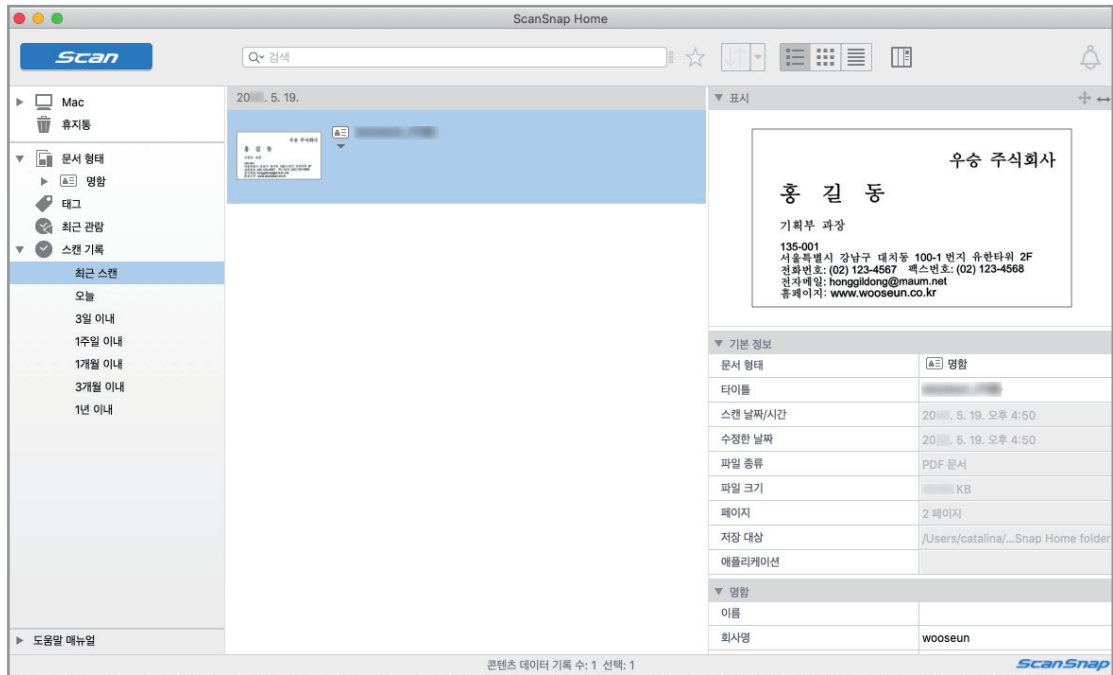 ScanSnap Home
Scan
검색
Mac
휴지통
문서 형태
명함
태그
최근 관람
스캔 기록
최근 스캔
오늘
3일 이내
1주일 이내
1개월 이내
3개월 이내
1년 이내
도움말 매뉴얼
20 . 5. 19.
표시
우승 주식회사
홍 길 동
기획부 과장
135-001
서울특별시 강남구 대치동 100-1 번지 유한타워 2F
전화번호: (02) 123-4567 팩스번호: (02) 123-4568
전자메일: honggildong@maum.net
홈페이지: www.wooseun.co.kr
기본 정보
문서 형태 명함
타이틀
스캔 날짜/시간 20 . 5. 19. 오후 4:50
수정한 날짜 20 . 5. 19. 오후 4:50
파일 종류 PDF 문서
파일 크기 KB
페이지 2 페이지
저장 대상 /Users/catalina/...Snap Home folder
애플리케이션
명함
이름
회사명 wooseun
콘텐츠 데이터 기록 수: 1 선택: 1
ScanSnap